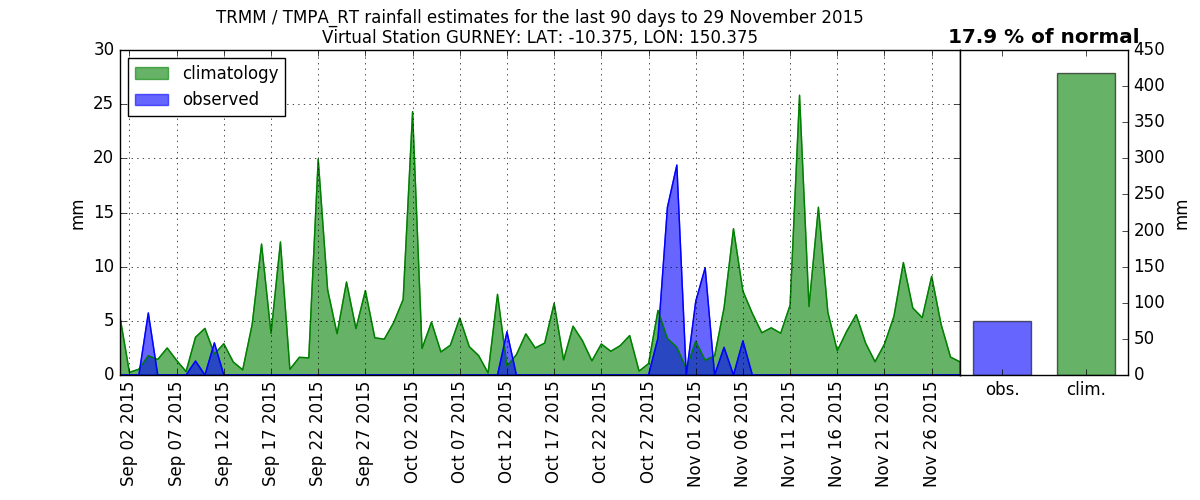 TRMM / TMPA_RT rainfall estimates for the last 90 days to 29 November 2015
Virtual Station GURNEY: LAT: -10.375, LON: 150.375
17.9 % of normal
climatology
observed
30
25
20
15
10
5
0
mm
Sep 02 2015
Sep 07 2015
Sep 12 2015
Sep 17 2015
Sep 22 2015
Sep 27 2015
Oct 02 2015
Oct 07 2015
Oct 12 2015
Oct 17 2015
Oct 22 2015
Oct 27 2015
Nov 01 2015
Nov 06 2015
Nov 11 2015
Nov 16 2015
Nov 21 2015
Nov 26 2015
450
400
350
300
250
200
150
100
50
0
mm
obs.
clim.